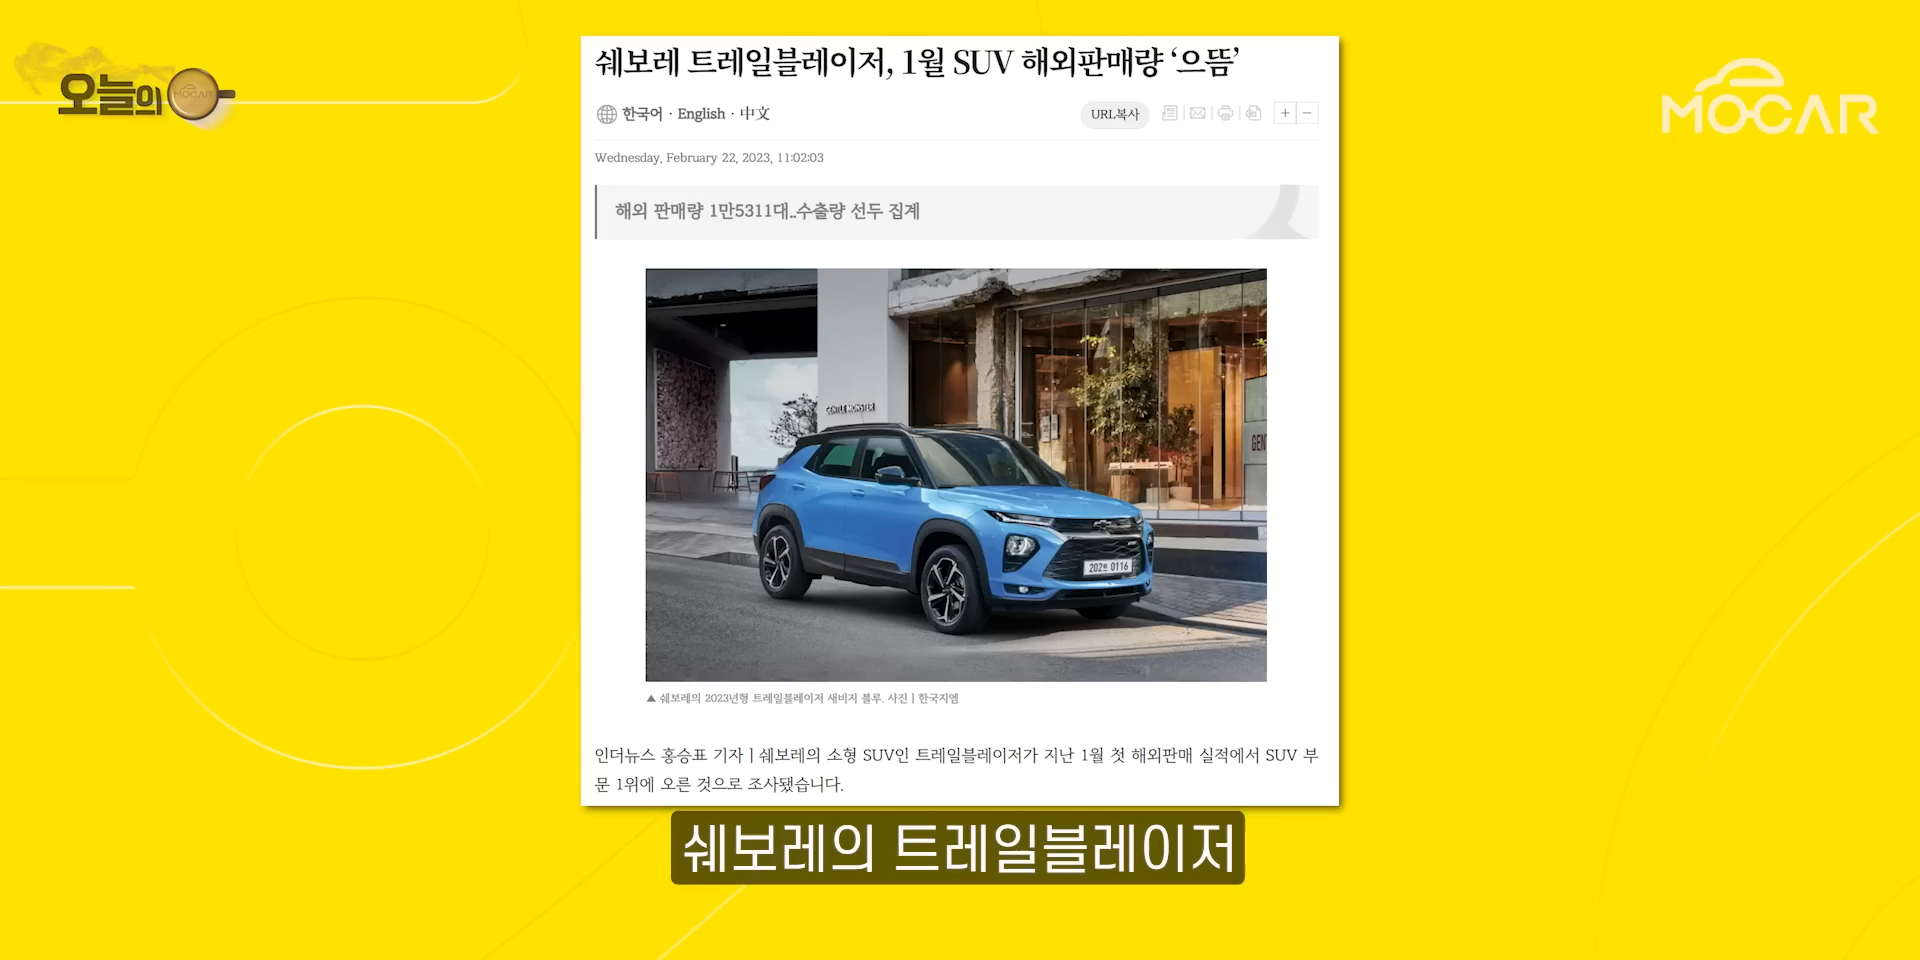 오늘의
MOCAR
MOCAR
쉐보레 트레일블레이저, 1월 SUV 해외판매량 ‘으뜸’
한국어 · English · 中文
URL복사
+ −
Wednesday, February 22, 2023, 11:02:03
해외 판매량 1만5311대..수출량 선두 집계
GENTLE MONSTER
GEN
202 0116
▲ 쉐보레의 2023년형 트레일블레이저 새비지 블루. 사진 | 한국지엠
인더뉴스 홍승표 기자 | 쉐보레의 소형 SUV인 트레일블레이저가 지난 1월 첫 해외판매 실적에서 SUV 부
문 1위에 오른 것으로 조사됐습니다.
쉐보레의 트레일블레이저